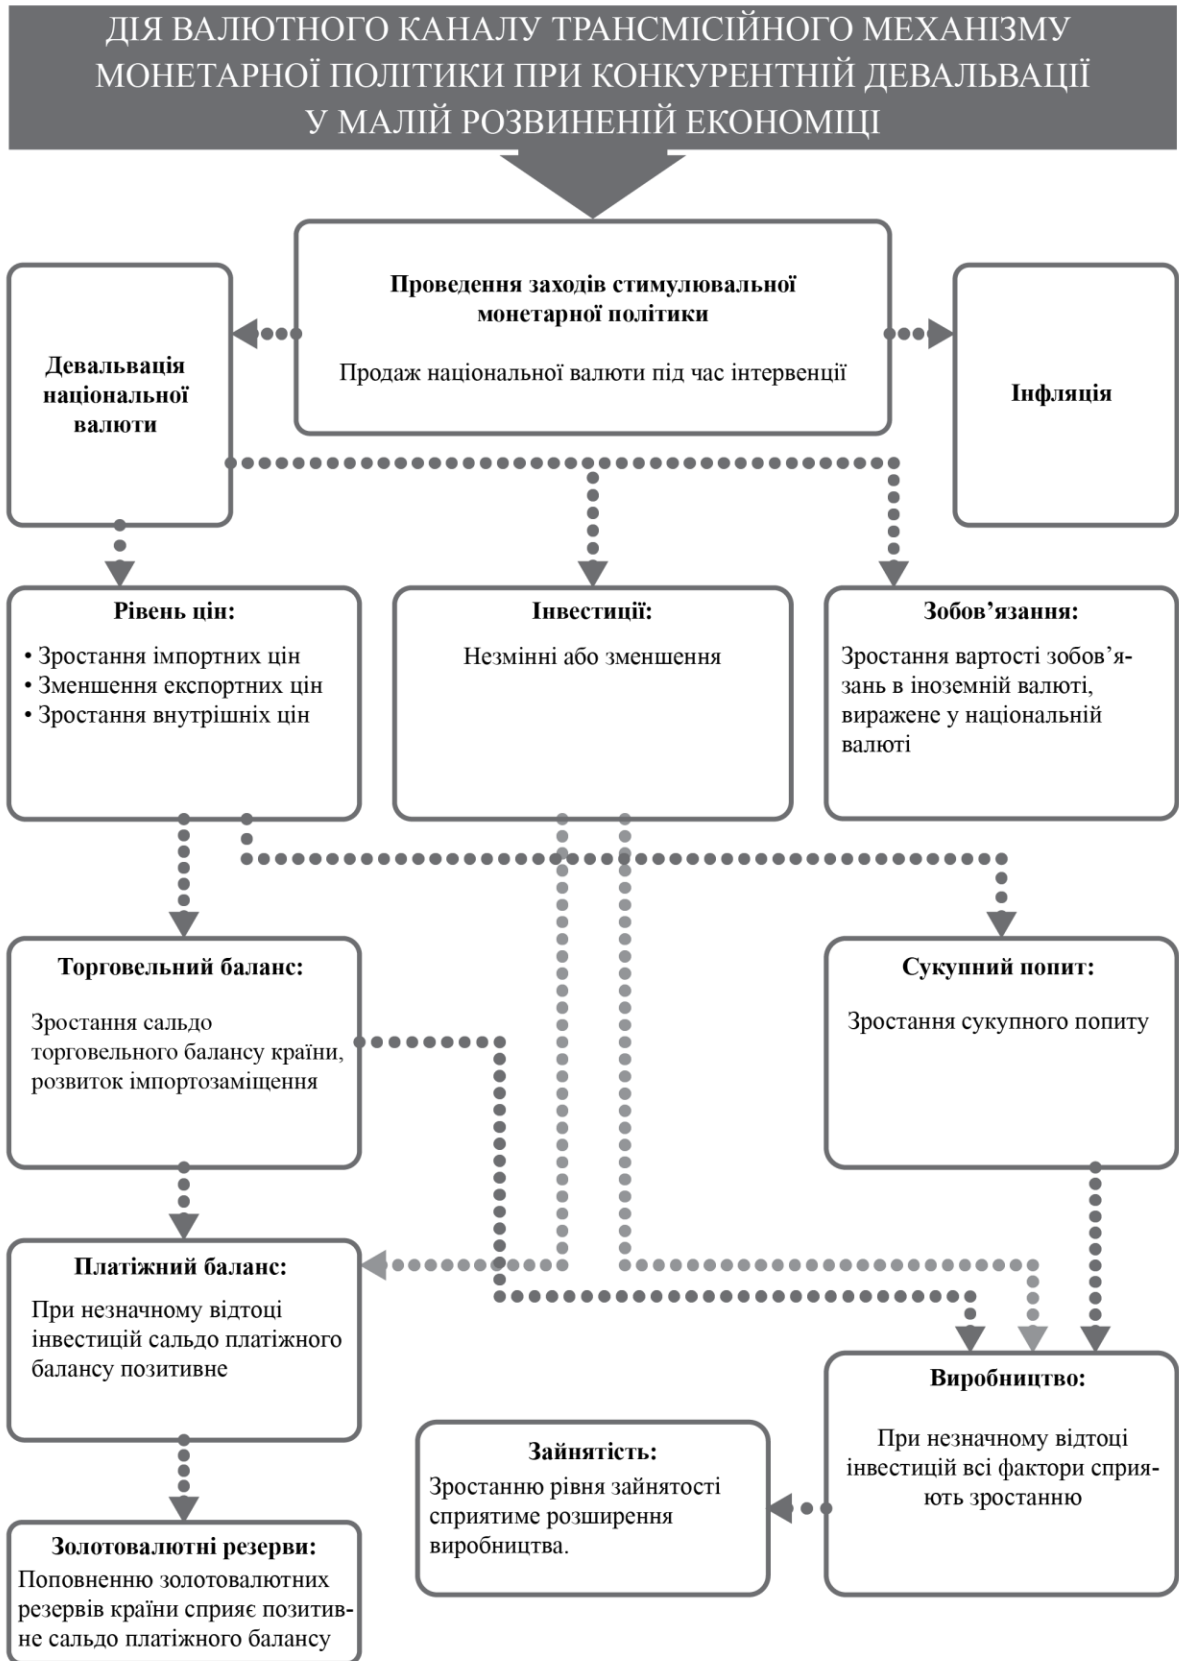 ДІЯ ВАЛЮТНОГО КАНАЛУ ТРАНСМІСІЙНОГО МЕХАНІЗМУ
МОНЕТАРНОЇ ПОЛІТИКИ ПРИ КОНКУРЕНТНІЙ ДЕВАЛЬВАЦІЇ
У МАЛІЙ РОЗВИНЕНІЙ ЕКОНОМІЦІ
Проведення заходів стимулювальної
монетарної політики
Продаж національної валюти під час інтервенції
Девальвація
національної
валюти
Інфляція
Рівень цін:
• Зростання імпортних цін
• Зменшення експортних цін
• Зростання внутрішніх цін
Інвестиції:
Незмінні або зменшення
Зобов’язання:
Зростання вартості зобов’я-
зань в іноземній валюті,
виражене у національній
валюті
Торговельний баланс:
Зростання сальдо
торговельного балансу країни,
розвиток імпортозаміщення
Сукупний попит:
Зростання сукупного попиту
Платіжний баланс:
При незначному відтоці
інвестицій сальдо платіжного
балансу позитивне
Виробництво:
При незначному відтоці
інвестицій всі фактори сприя-
ють зростанню
Зайнятість:
Зростанню рівня зайнятості
сприятиме розширення
виробництва.
Золотовалютні резерви:
Поповненню золотовалютних
резервів країни сприяє позитив-
не сальдо платіжного балансу